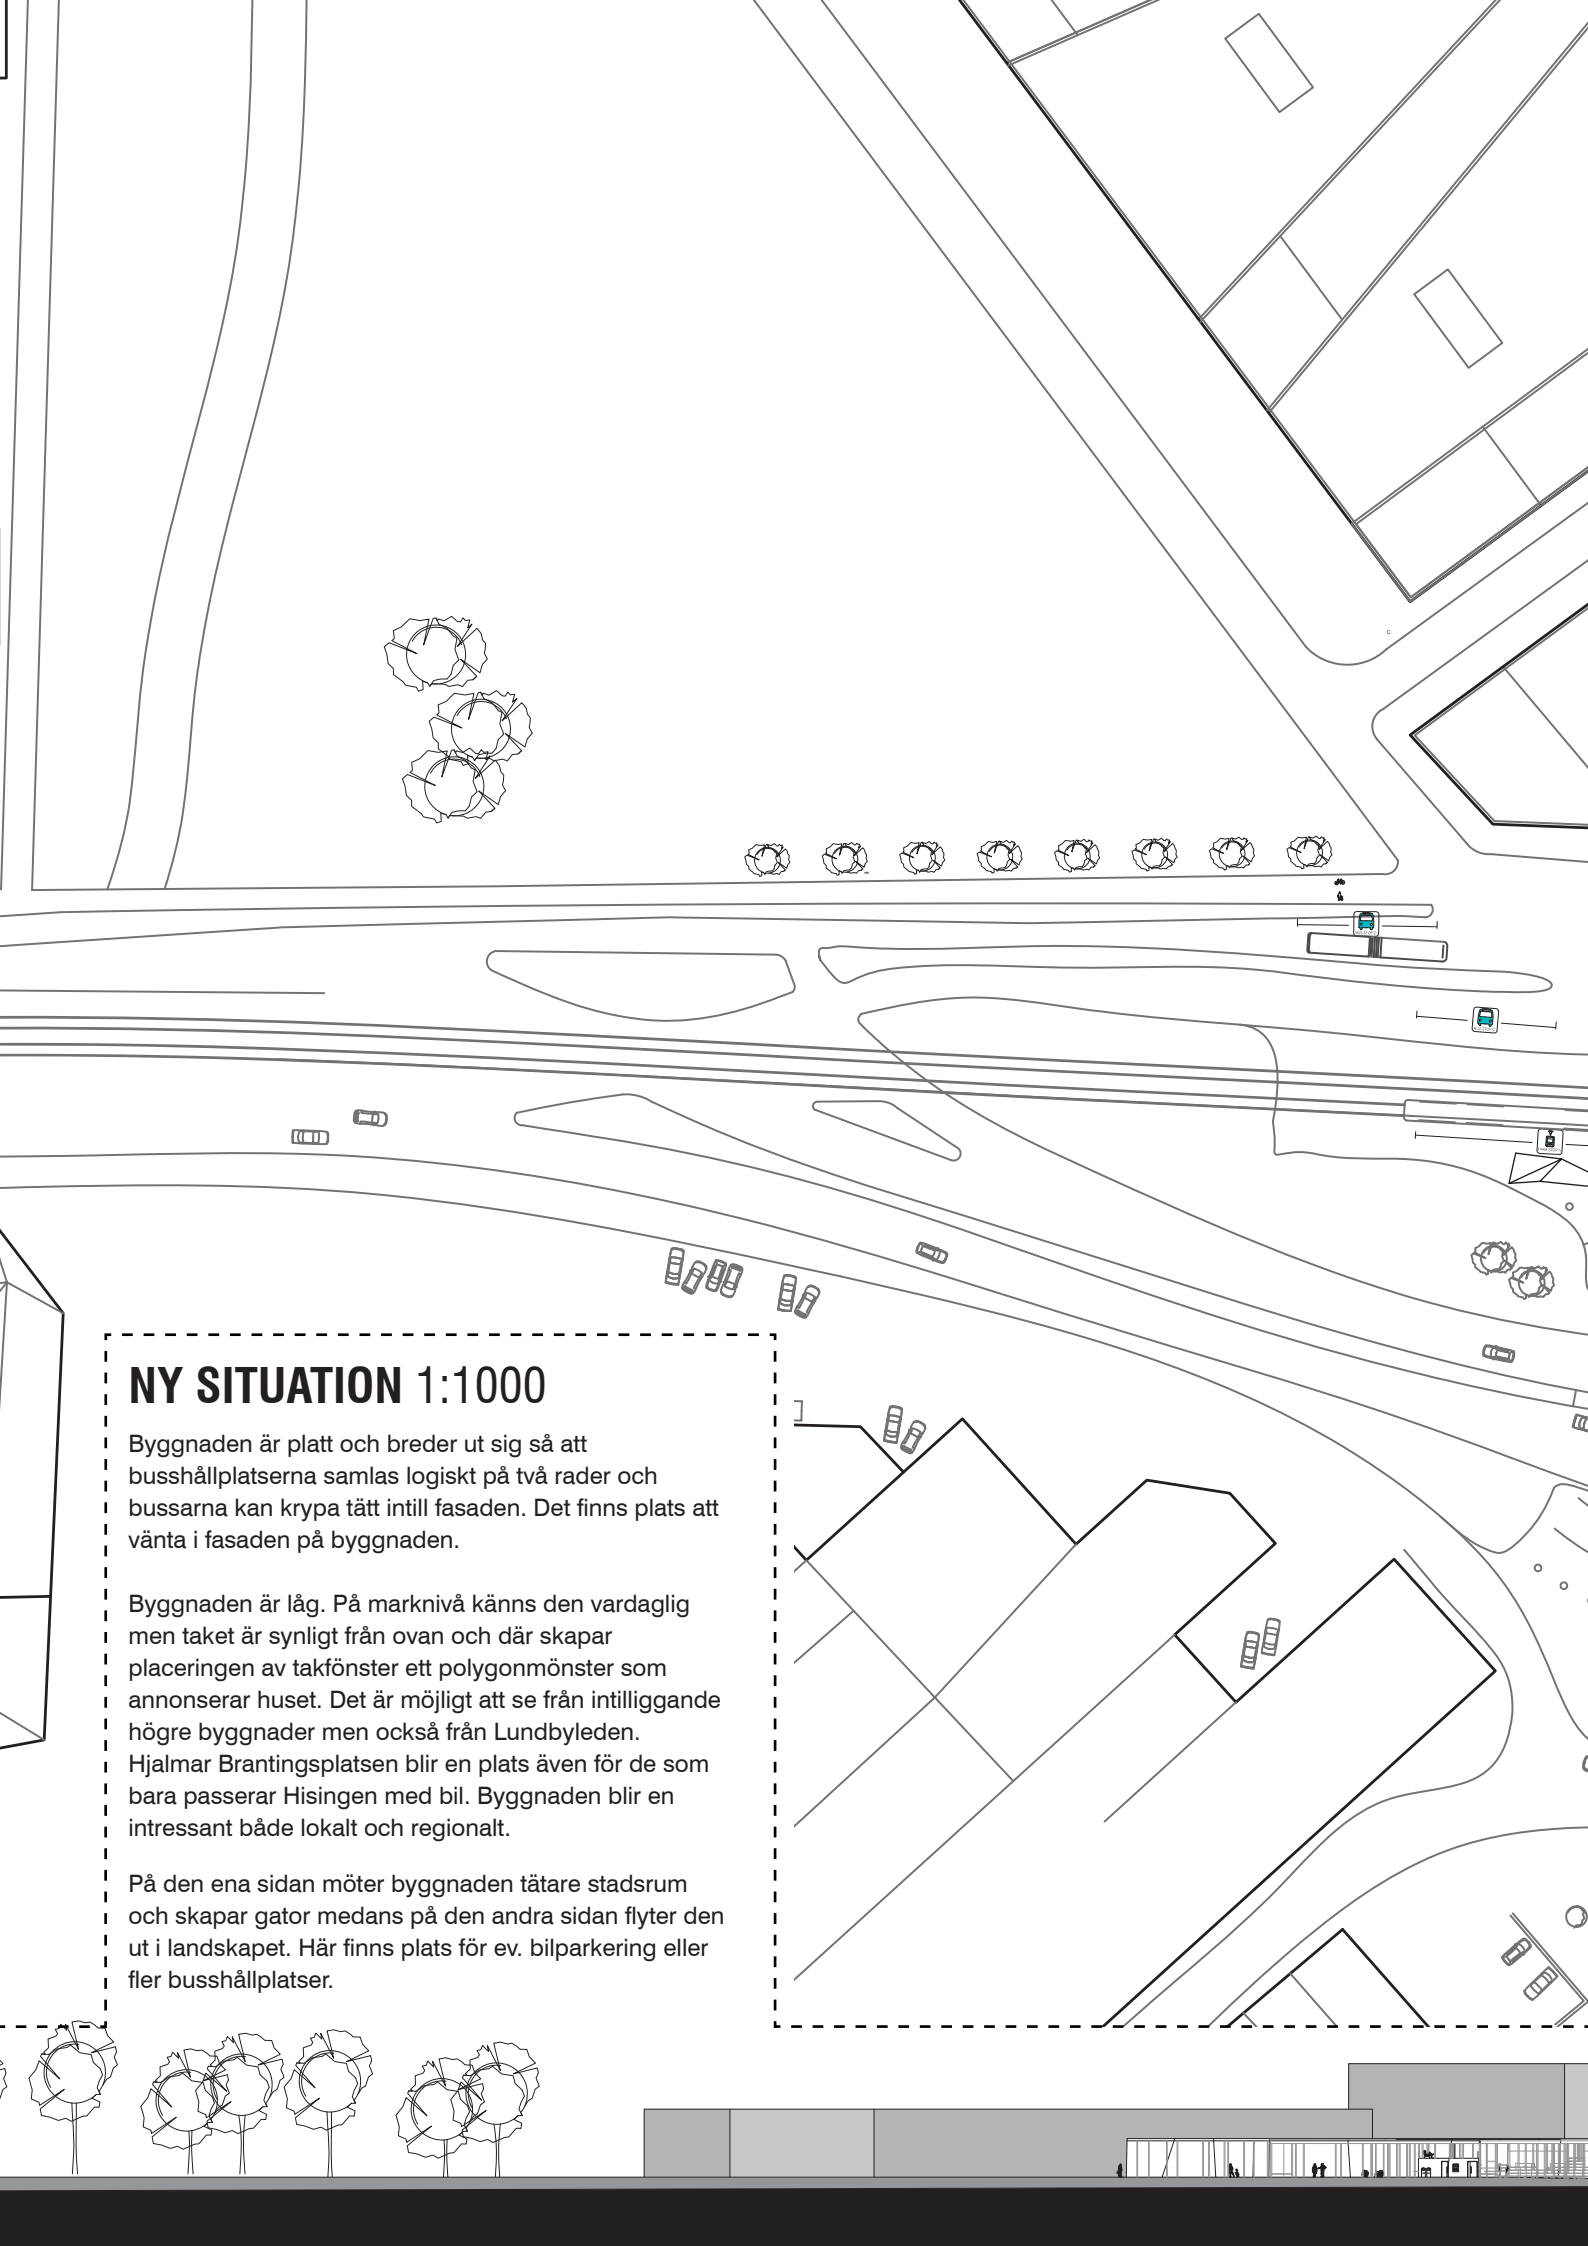 NY SITUATION 1:1000
Byggnaden är platt och breder ut sig så att
busshållplatserna samlas logiskt på två rader och
bussarna kan krypa tätt intill fasaden. Det finns plats att
vänta i fasaden på byggnaden.
Byggnaden är låg. På marknivå känns den vardaglig
men taket är synligt från ovan och där skapar
placeringen av takfönster ett polygonmönster som
annonserar huset. Det är möjligt att se från intilliggande
högre byggnader men också från Lundbyleden.
Hjalmar Brantingsplatsen blir en plats även för de som
bara passerar Hisingen med bil. Byggnaden blir en
intressant både lokalt och regionalt.
På den ena sidan möter byggnaden tätare stadsrum
och skapar gator medans på den andra sidan flyter den
ut i landskapet. Här finns plats för ev. bilparkering eller
fler busshållplatser.